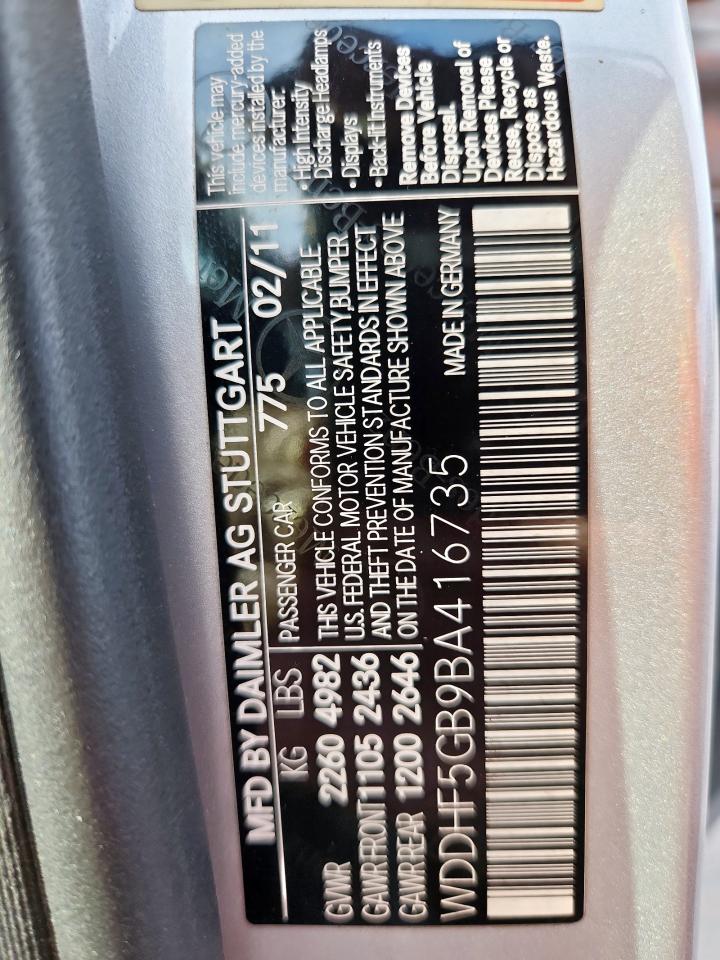 MFD BY DAIMLER AG STUTTGART
775 02/11
KG LBS
PASSENGER CAR
GVWR 2260 4982
GAWR FRONT 1105 2436
GAWR REAR 1200 2646
THIS VEHICLE CONFORMS TO ALL APPLICABLE
U.S. FEDERAL MOTOR VEHICLE SAFETY,BUMPER,
AND THEFT PREVENTION STANDARDS IN EFFECT
ON THE DATE OF MANUFACTURE SHOWN ABOVE
MADE IN GERMANY
WDDHF5GB9BA416735
This vehicle may
include mercury-added
devices installed by the
manufacturer:
• High Intensity
Discharge Headlamps
• Displays
• Back-lit Instruments
Remove Devices
Before Vehicle
Disposal.
Upon Removal of
Devices Please
Reuse, Recycle or
Dispose as
Hazardous Waste.